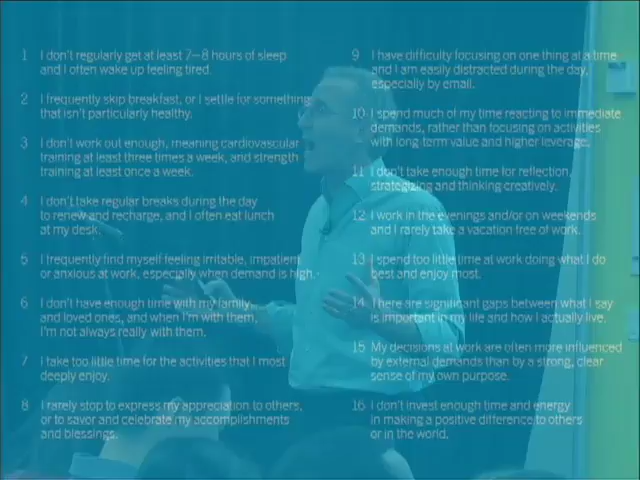 1 I don't regularly get at least 7–8 hours of sleep
and I often wake up feeling tired.
2 I frequently skip breakfast, or I settle for something
that isn't particularly healthy.
3 I don't work out enough, meaning cardiovascular
training at least three times a week, and strength
training at least once a week.
4 I don't take regular breaks during the day
to renew and recharge, and I often eat lunch
at my desk.
5 I frequently find myself feeling irritable, impatient
or anxious at work, especially when demand is high.
6 I don't have enough time with my family,
and loved ones, and when I'm with them,
I'm not always really with them.
7 I take too little time for the activities that I most
deeply enjoy.
8 I rarely stop to express my appreciation to others,
or to savor and celebrate my accomplishments
and blessings.
9 I have difficulty focusing on one thing at a time
and I am easily distracted during the day,
especially by email.
10 I spend much of my time reacting to immediate
demands, rather than focusing on activities
with long-term value and higher leverage.
11 I don't take enough time for reflection,
strategizing and thinking creatively.
12 I work in the evenings and/or on weekends
and I rarely take a vacation free of work.
13 I spend too little time at work doing what I do
best and enjoy most.
14 There are significant gaps between what I say
is important in my life and how I actually live.
15 My decisions at work are often more influenced
by external demands than by a strong, clear
sense of my own purpose.
16 I don't invest enough time and energy
in making a positive difference to others
or in the world.